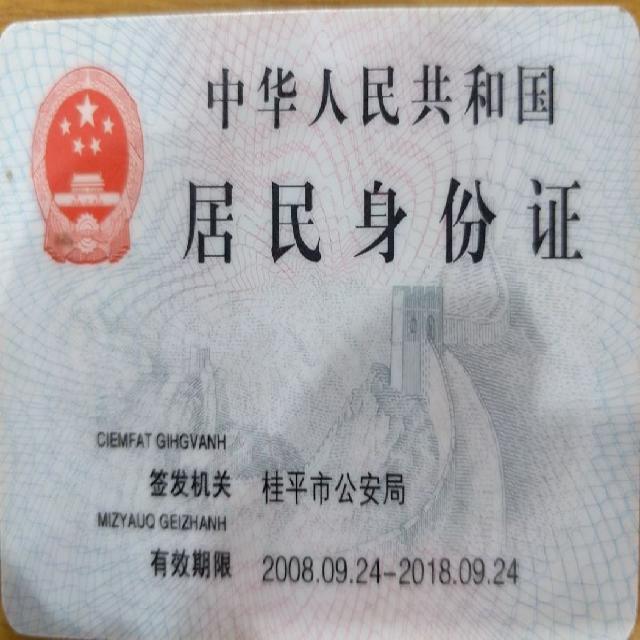 中华人民共和国
居民身份证
CIEMFAT GIHGVANH
签发机关 桂平市公安局
MIZYAUQ GEIZHANH
有效期限 2008.09.24-2018.09.24